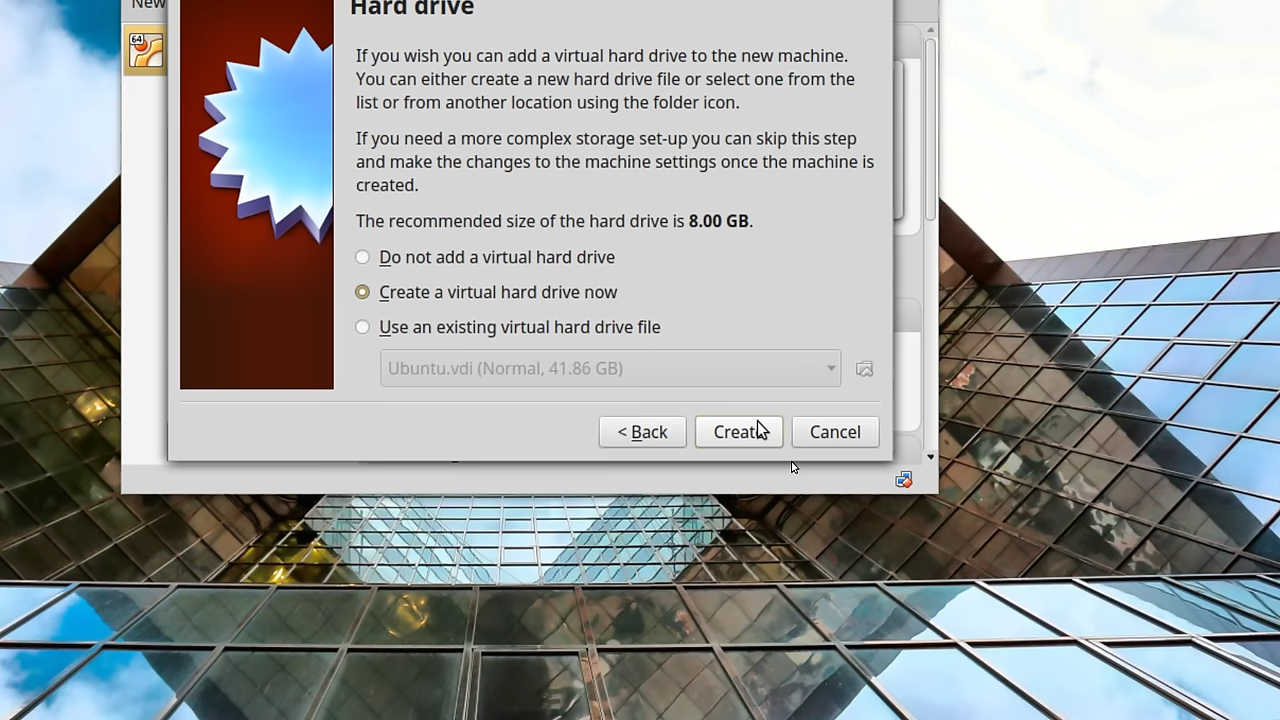 New
64
Hard drive
If you wish you can add a virtual hard drive to the new machine.
You can either create a new hard drive file or select one from the
list or from another location using the folder icon.
If you need a more complex storage set-up you can skip this step
and make the changes to the machine settings once the machine is
created.
The recommended size of the hard drive is 8.00 GB.
Do not add a virtual hard drive
Create a virtual hard drive now
Use an existing virtual hard drive file
Ubuntu.vdi (Normal, 41.86 GB)
< Back
Create
Cancel